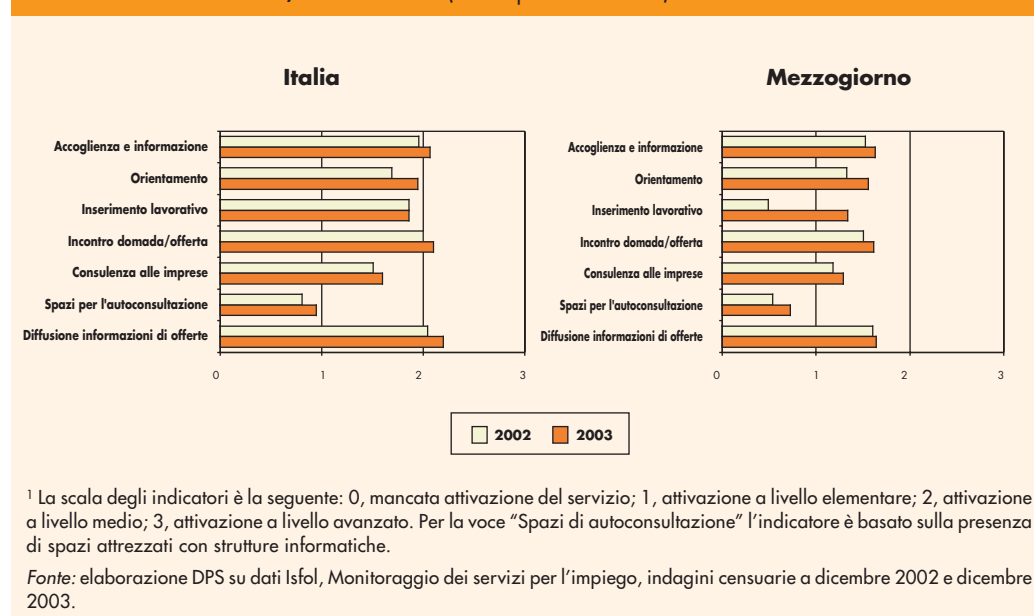 Italia
Mezzogiorno
Accoglienza e informazione
Orientamento
Inserimento lavorativo
Incontro domada/offerta
Consulenza alle imprese
Spazi per l'autoconsultazione
Diffusione informazioni di offerte
0 1 2 3
Accoglienza e informazione
Orientamento
Inserimento lavorativo
Incontro domada/offerta
Consulenza alle imprese
Spazi per l'autoconsultazione
Diffusione informazioni di offerte
0 1 2 3
2002 2003
1 La scala degli indicatori è la seguente: 0, mancata attivazione del servizio; 1, attivazione a livello elementare; 2, attivazione
a livello medio; 3, attivazione a livello avanzato. Per la voce “Spazi di autoconsultazione” l’indicatore è basato sulla presenza
di spazi attrezzati con strutture informatiche.
Fonte: elaborazione DPS su dati Isfol, Monitoraggio dei servizi per l’impiego, indagini censuarie a dicembre 2002 e dicembre
2003.